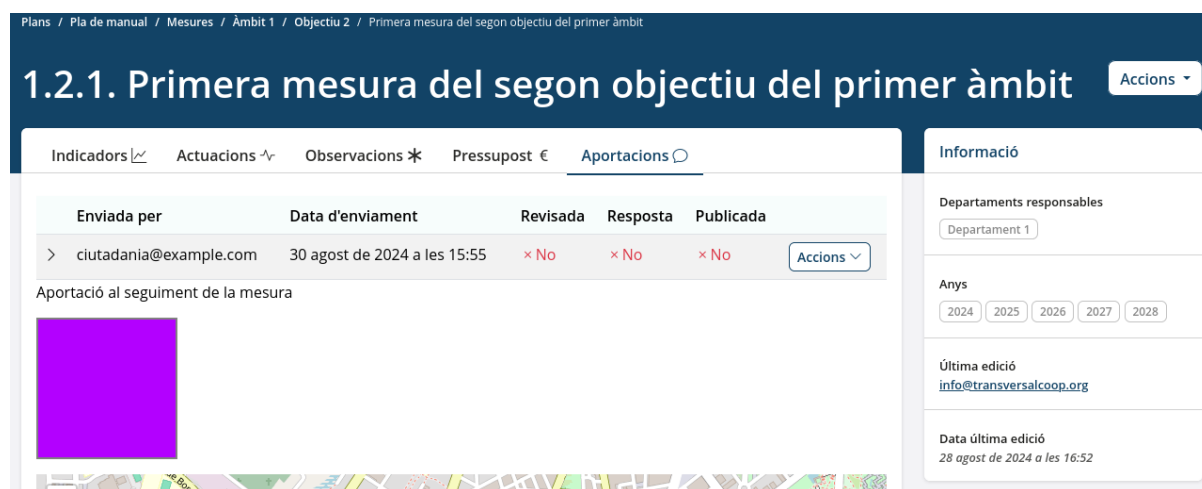 Plans / Pla de manual / Mesures / Àmbit 1 / Objectiu 2 / Primera mesura del segon objectiu del primer àmbit
1.2.1. Primera mesura del segon objectiu del primer àmbit
Accions
Indicadors Actuacions Observacions Pressupost € Aportacions
Enviada per Data d'enviament Revisada Resposta Publicada
ciutadania@example.com 30 agost de 2024 a les 15:55 × No × No × No Accions
Aportació al seguiment de la mesura
Informació
Departaments responsables
Departament 1
Anys
2024 2025 2026 2027 2028
Última edició
info@transversalcoop.org
Data última edició
28 agost de 2024 a les 16:52